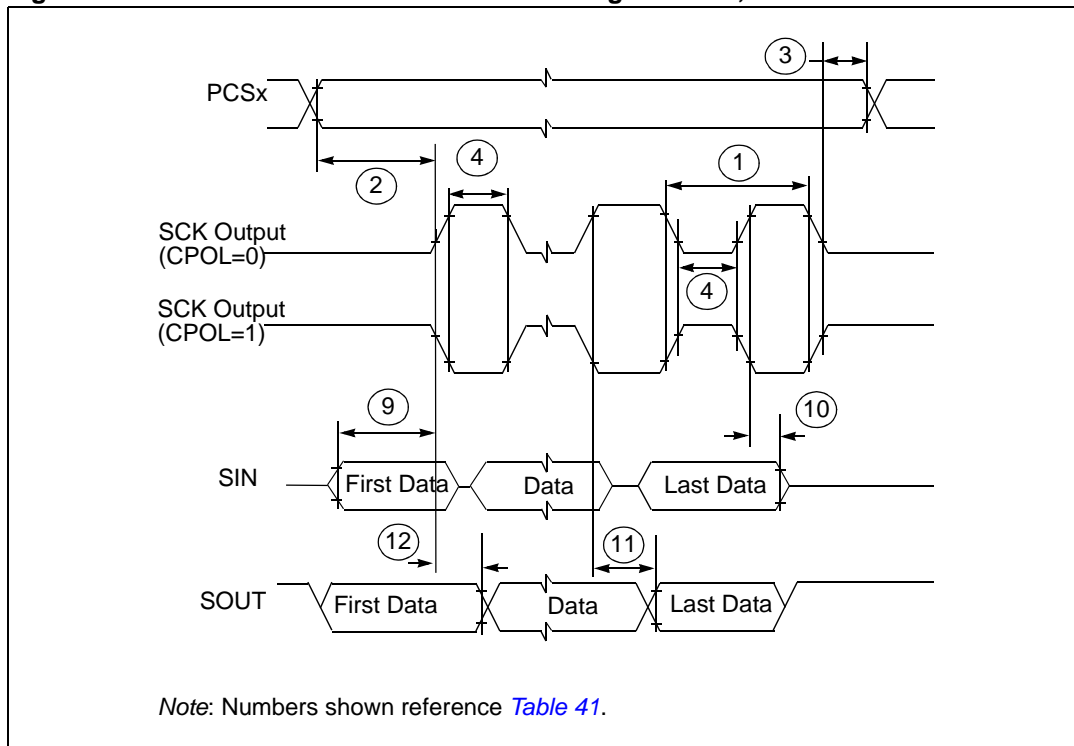 3
PCSx
4
1
2
SCK Output
(CPOL=0)
4
SCK Output
(CPOL=1)
9
10
SIN
First Data
Data
Last Data
12
11
SOUT
First Data
Data
Last Data
Note: Numbers shown reference Table 41.